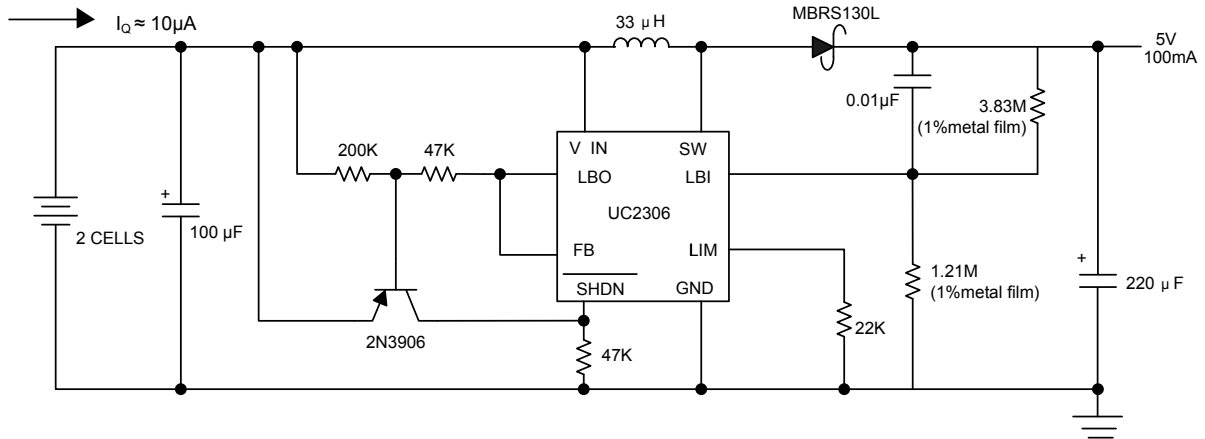 I_Q ≈ 10µA
33 µH
MBRS130L
5V
100mA
0.01µF
3.83M
(1%metal film)
200K
47K
V IN
SW
LBO
LBI
UC2306
2 CELLS
+
100 µF
FB
LIM
SHDN
GND
1.21M
(1%metal film)
+
220 µF
2N3906
47K
22K